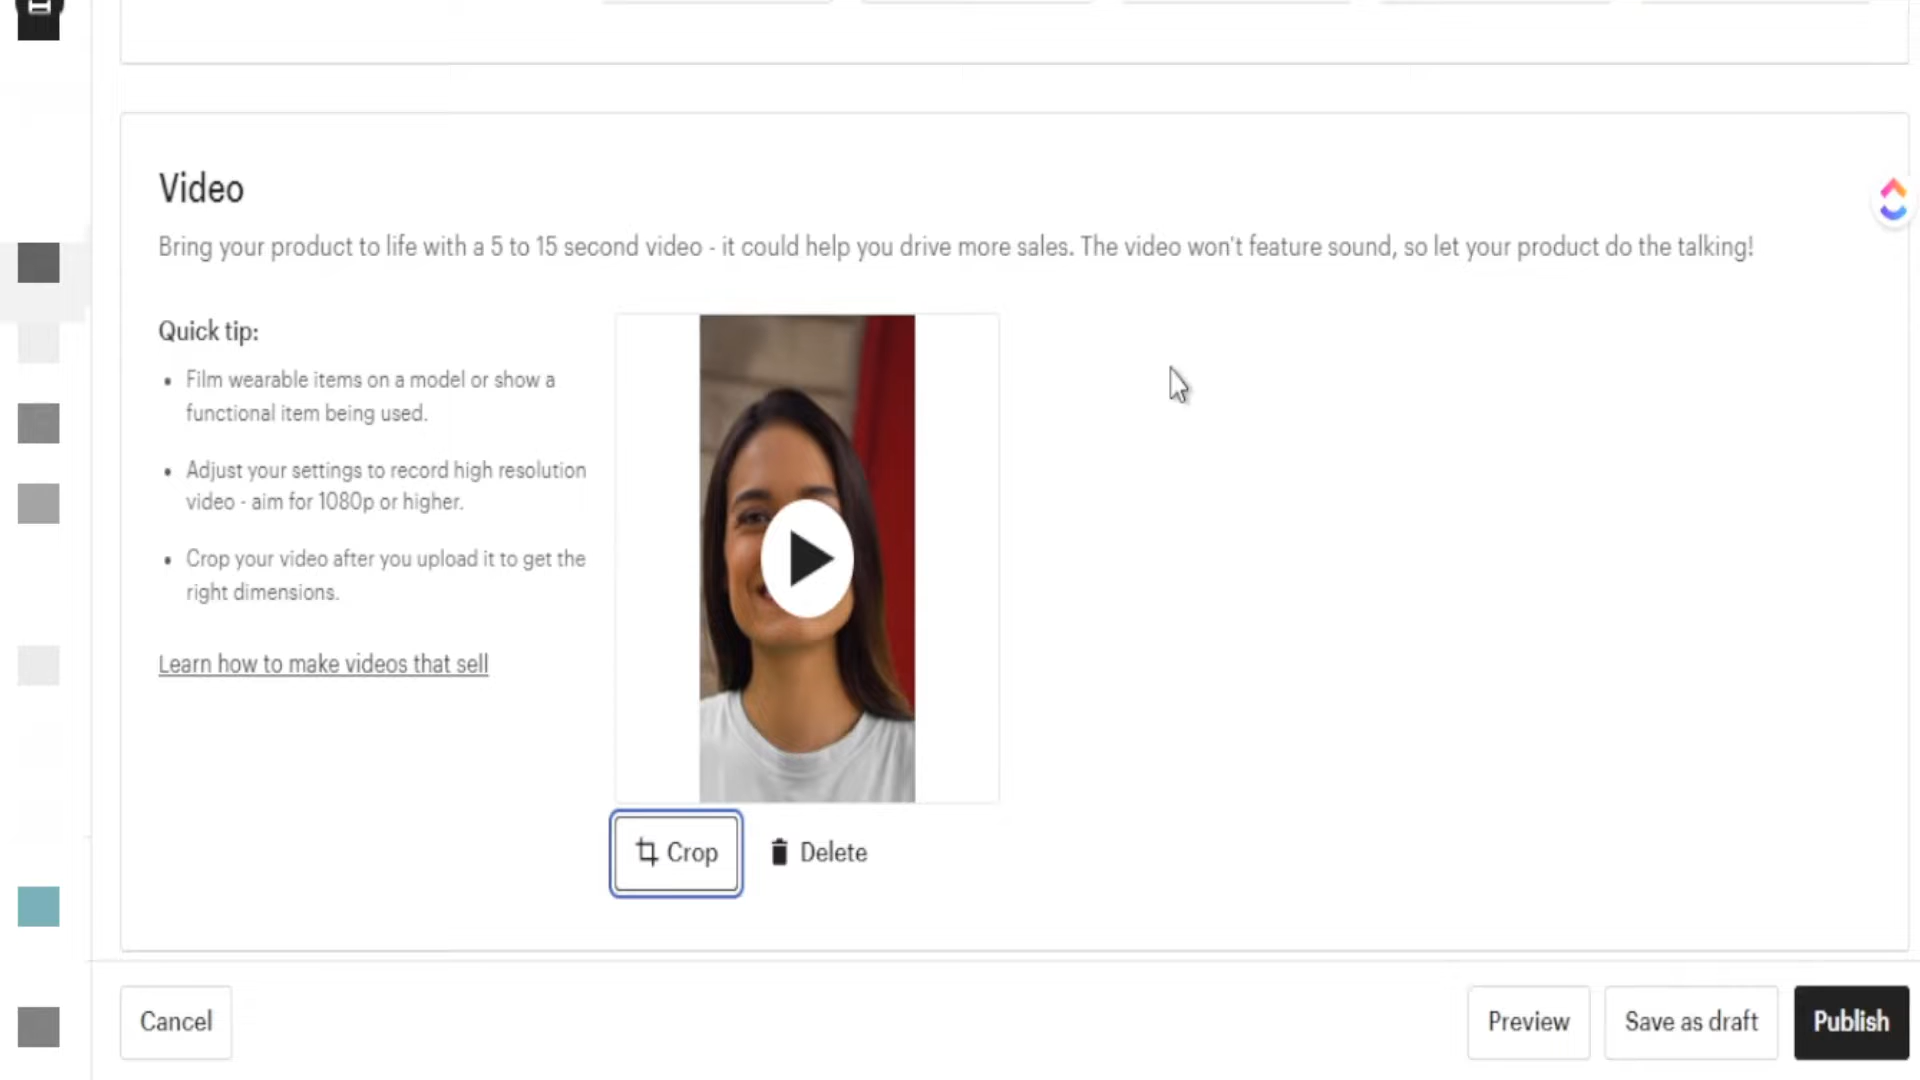 Video
Bring your product to life with a 5 to 15 second video - it could help you drive more sales. The video won't feature sound, so let your product do the talking!
Quick tip:
• Film wearable items on a model or show a
functional item being used.
• Adjust your settings to record high resolution
video - aim for 1080p or higher.
• Crop your video after you upload it to get the
right dimensions.
Learn how to make videos that sell
Crop
Delete
Cancel
Preview
Save as draft
Publish